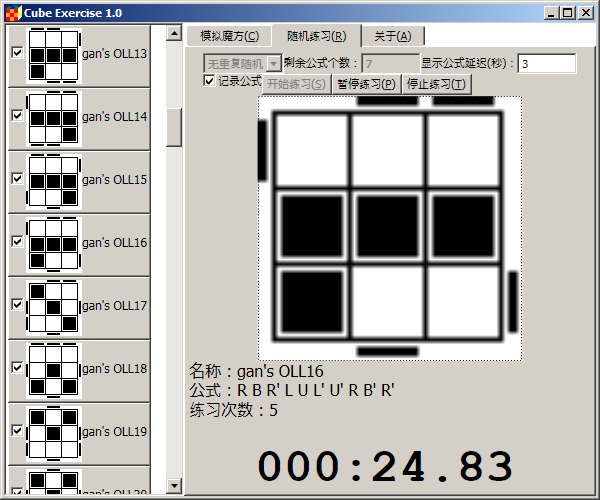 Cube Exercise 1.0
模拟魔方(C) 随机练习(R) 关于(A)
无重复随机 剩余公式个数：7 显示公式延迟(秒)：3
记录公式 开始练习(S) 暂停练习(P) 停止练习(T)
gan's OLL13
gan's OLL14
gan's OLL15
gan's OLL16
gan's OLL17
gan's OLL18
gan's OLL19
名称：gan's OLL16
公式：R B R' L U L' U' R B' R'
练习次数：5
000:24.83